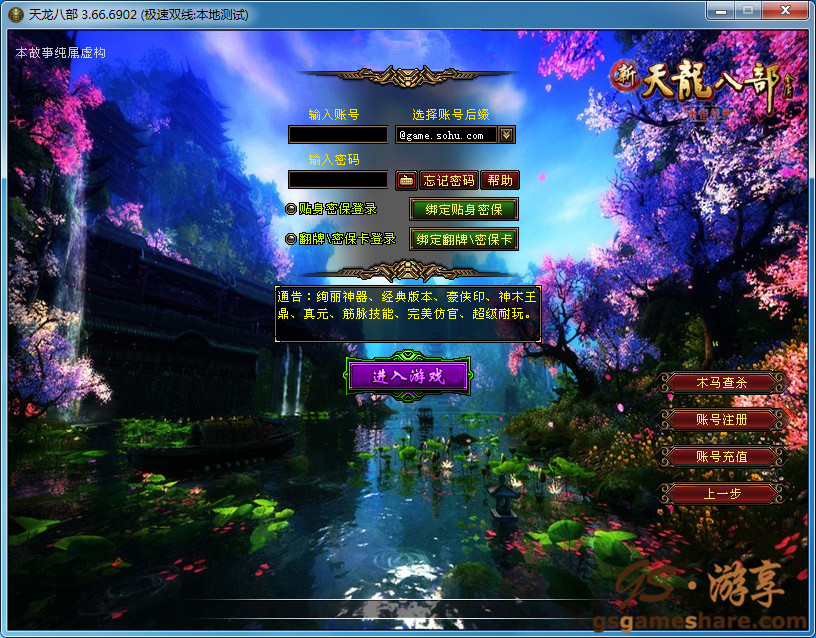 天龙八部 3.66.6902 (极速双线:本地测试)
本故事纯属虚构
新天龍八部
输入账号
选择账号后缀
@game.sohu.com
输入密码
忘记密码
帮助
贴身密保登录
绑定贴身密保
翻牌\密保卡登录
绑定翻牌\密保卡
通告：绚丽神器、经典版本、豪侠印、神木王
鼎、真元、筋脉技能、完美仿官、超级耐玩。
进入游戏
木马查杀
账号注册
账号充值
上一步
GS·游享
gsgameshare.com